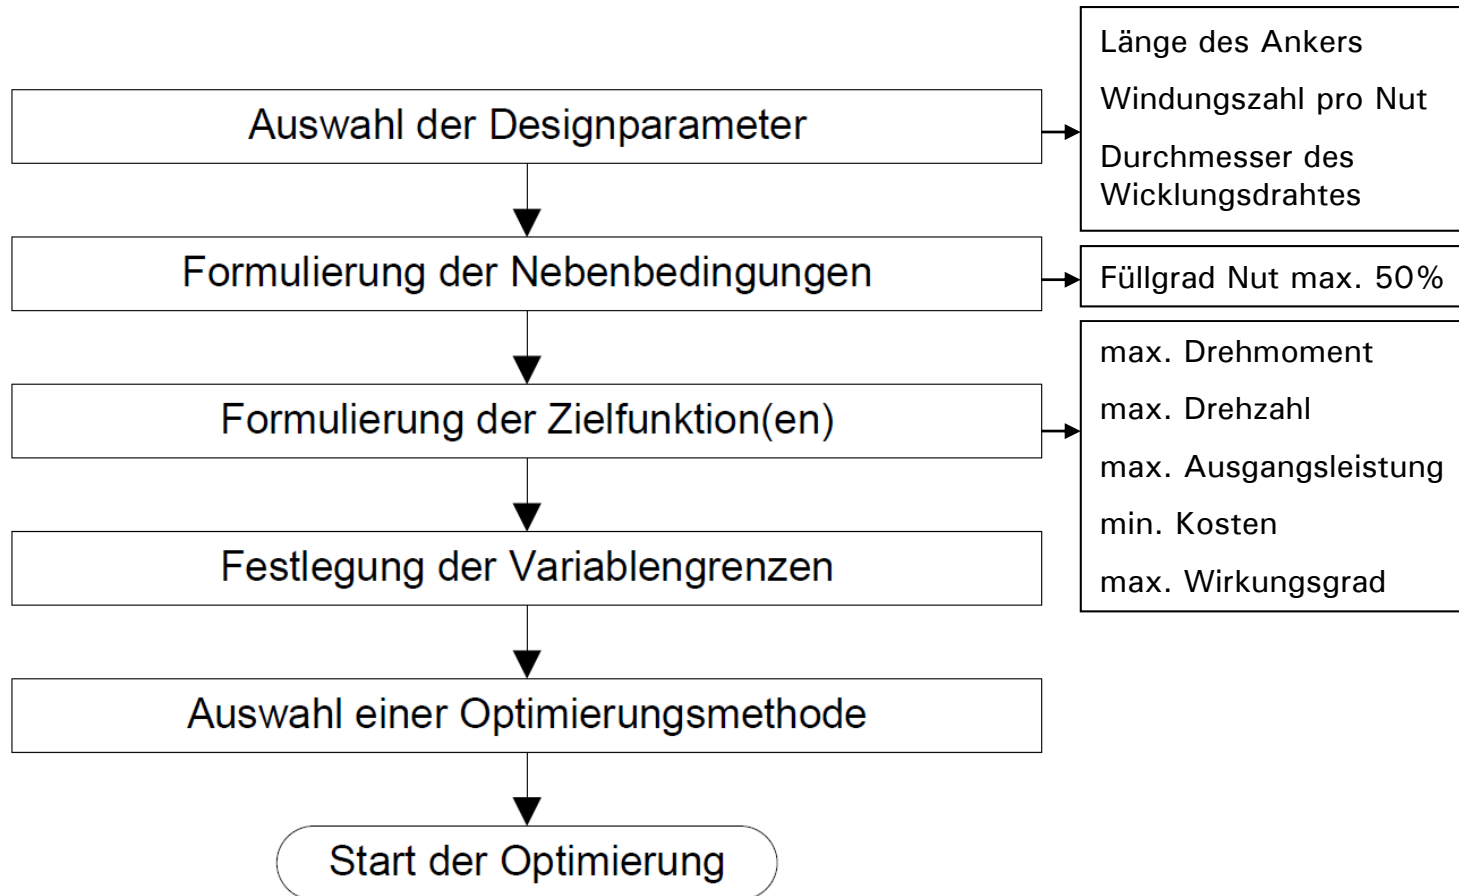 Auswahl der Designparameter
Länge des Ankers
Windungszahl pro Nut
Durchmesser des
Wicklungsdrahtes
Formulierung der Nebenbedingungen
Füllgrad Nut max. 50%
Formulierung der Zielfunktion(en)
max. Drehmoment
max. Drehzahl
max. Ausgangsleistung
min. Kosten
max. Wirkungsgrad
Festlegung der Variablengrenzen
Auswahl einer Optimierungsmethode
Start der Optimierung